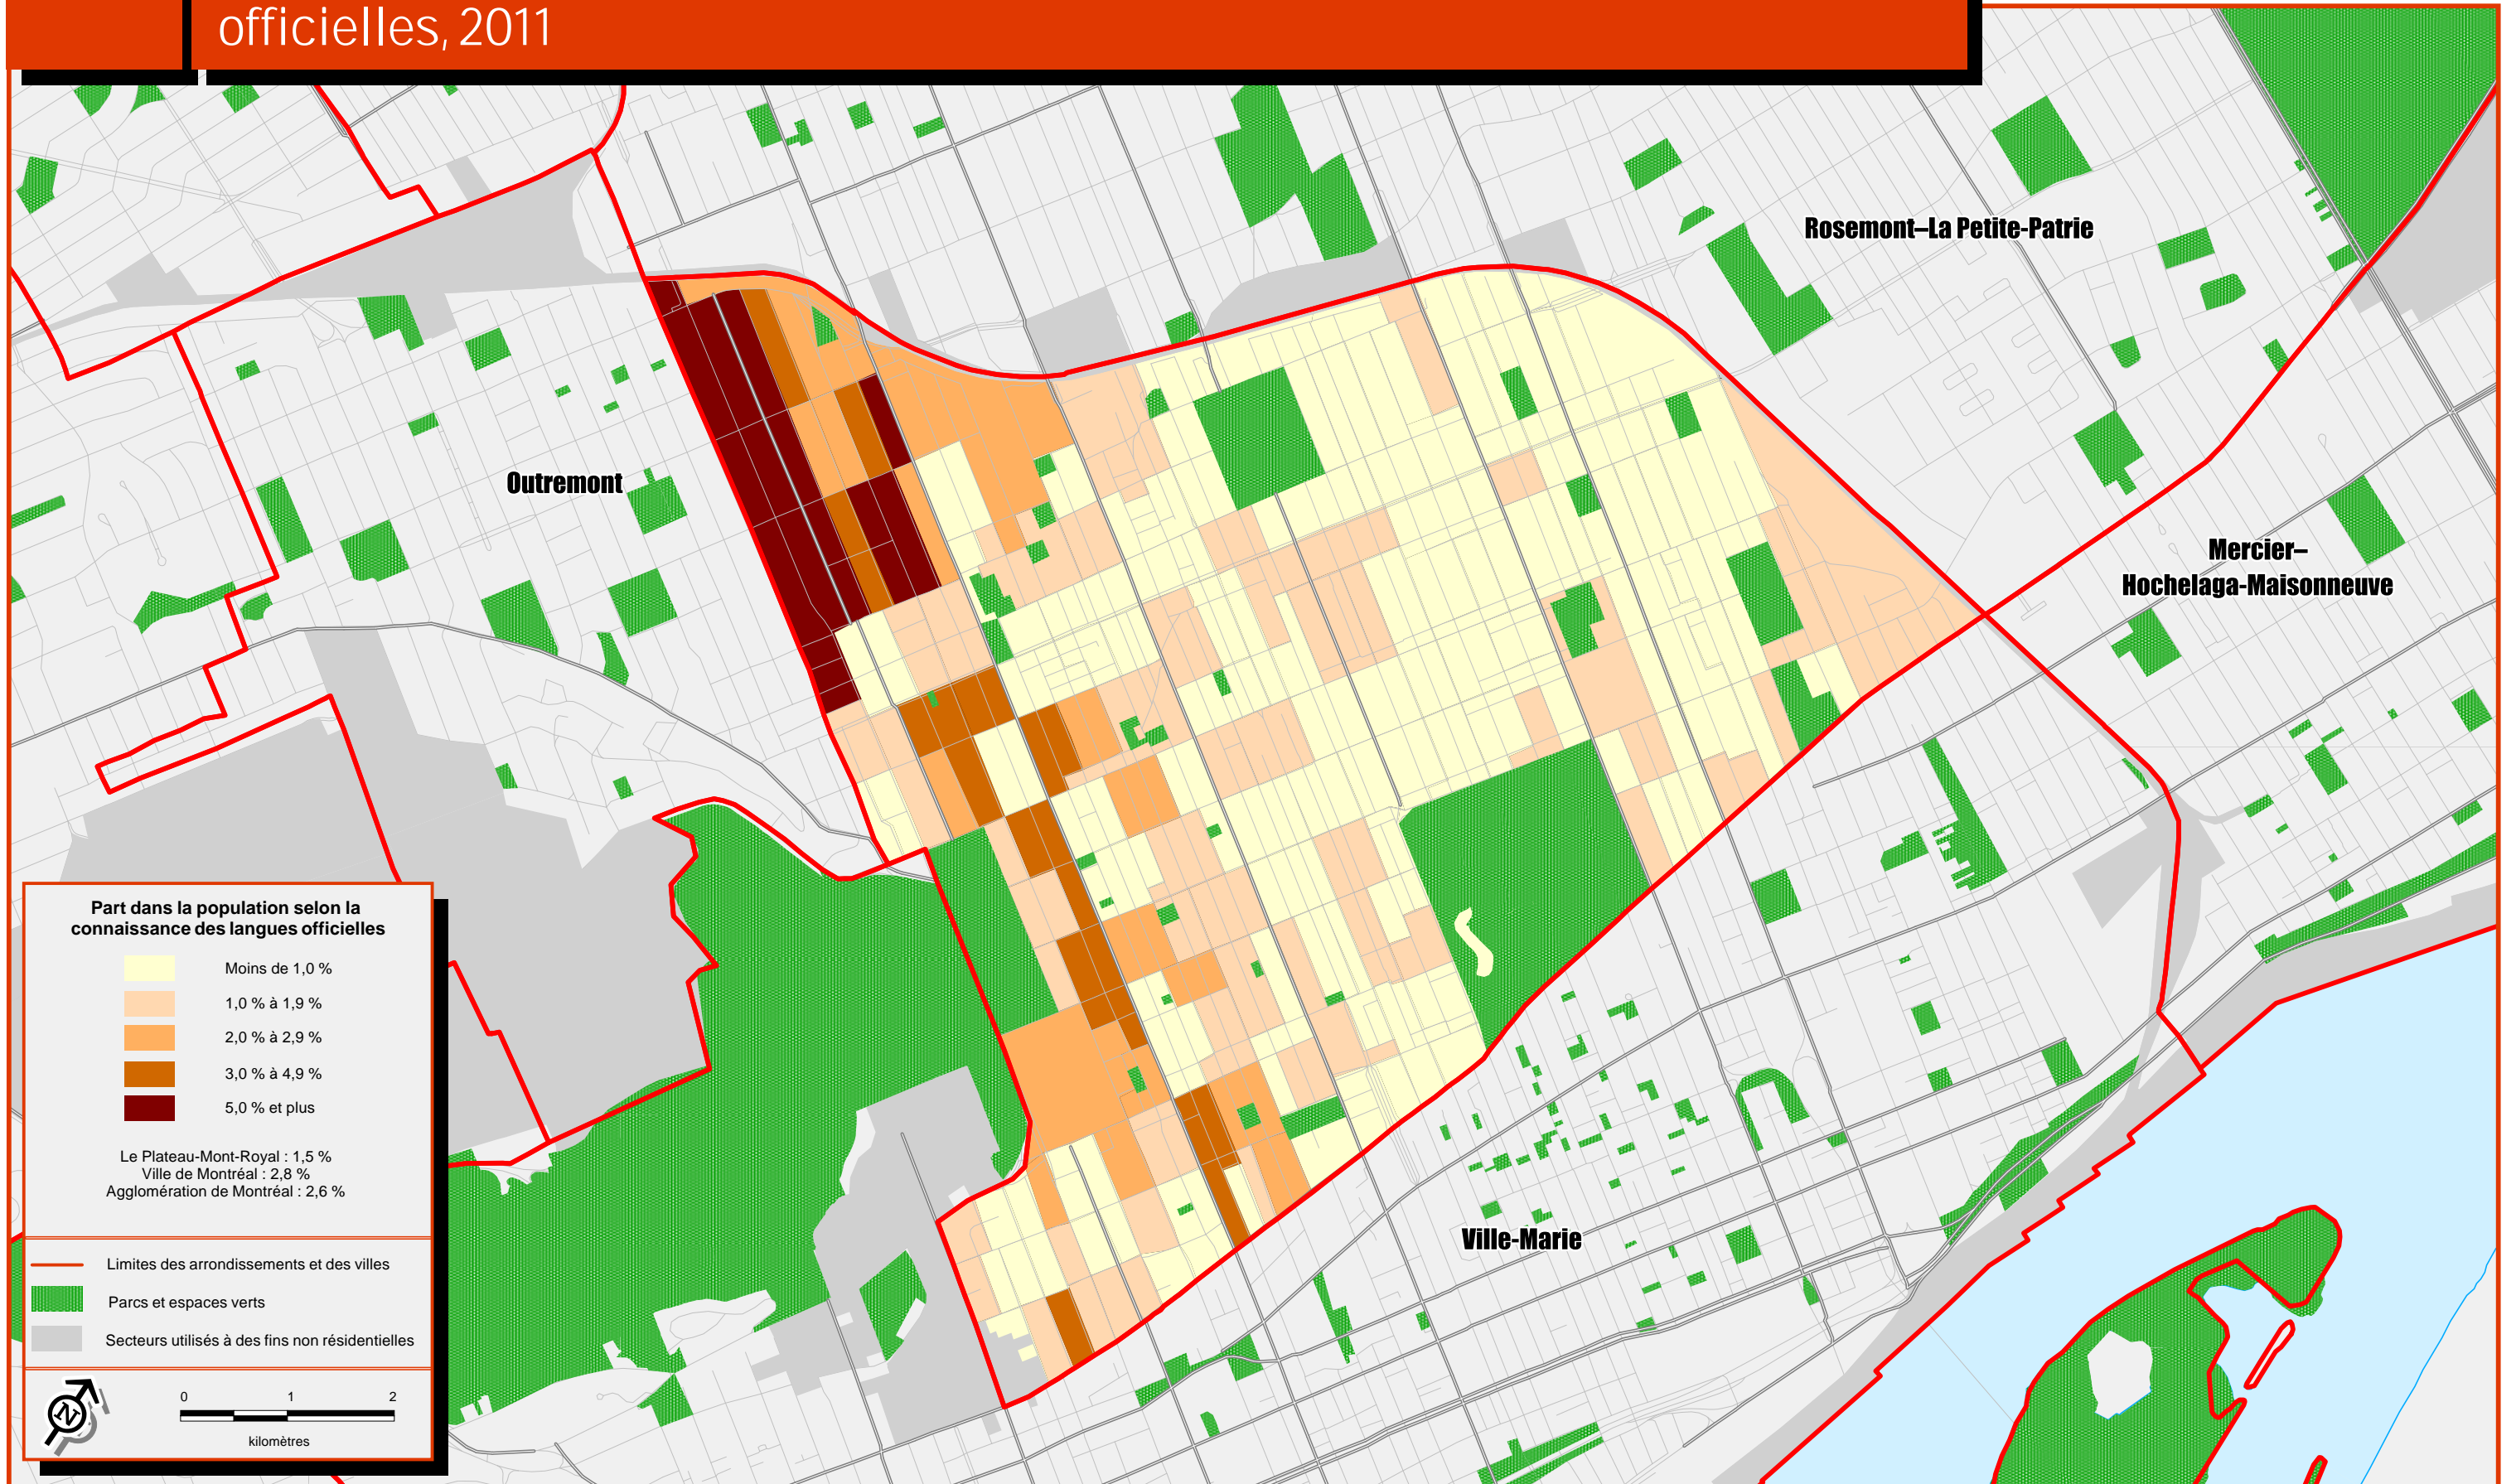 officielles, 2011
Rosemont–La Petite-Patrie
Outremont
Mercier–
Hochelaga-Maisonneuve
Ville-Marie
Part dans la population selon la
connaissance des langues officielles
Moins de 1,0 %
1,0 % à 1,9 %
2,0 % à 2,9 %
3,0 % à 4,9 %
5,0 % et plus
Le Plateau-Mont-Royal : 1,5 %
Ville de Montréal : 2,8 %
Agglomération de Montréal : 2,6 %
Limites des arrondissements et des villes
Parcs et espaces verts
Secteurs utilisés à des fins non résidentielles
N
0 1 2
kilomètres